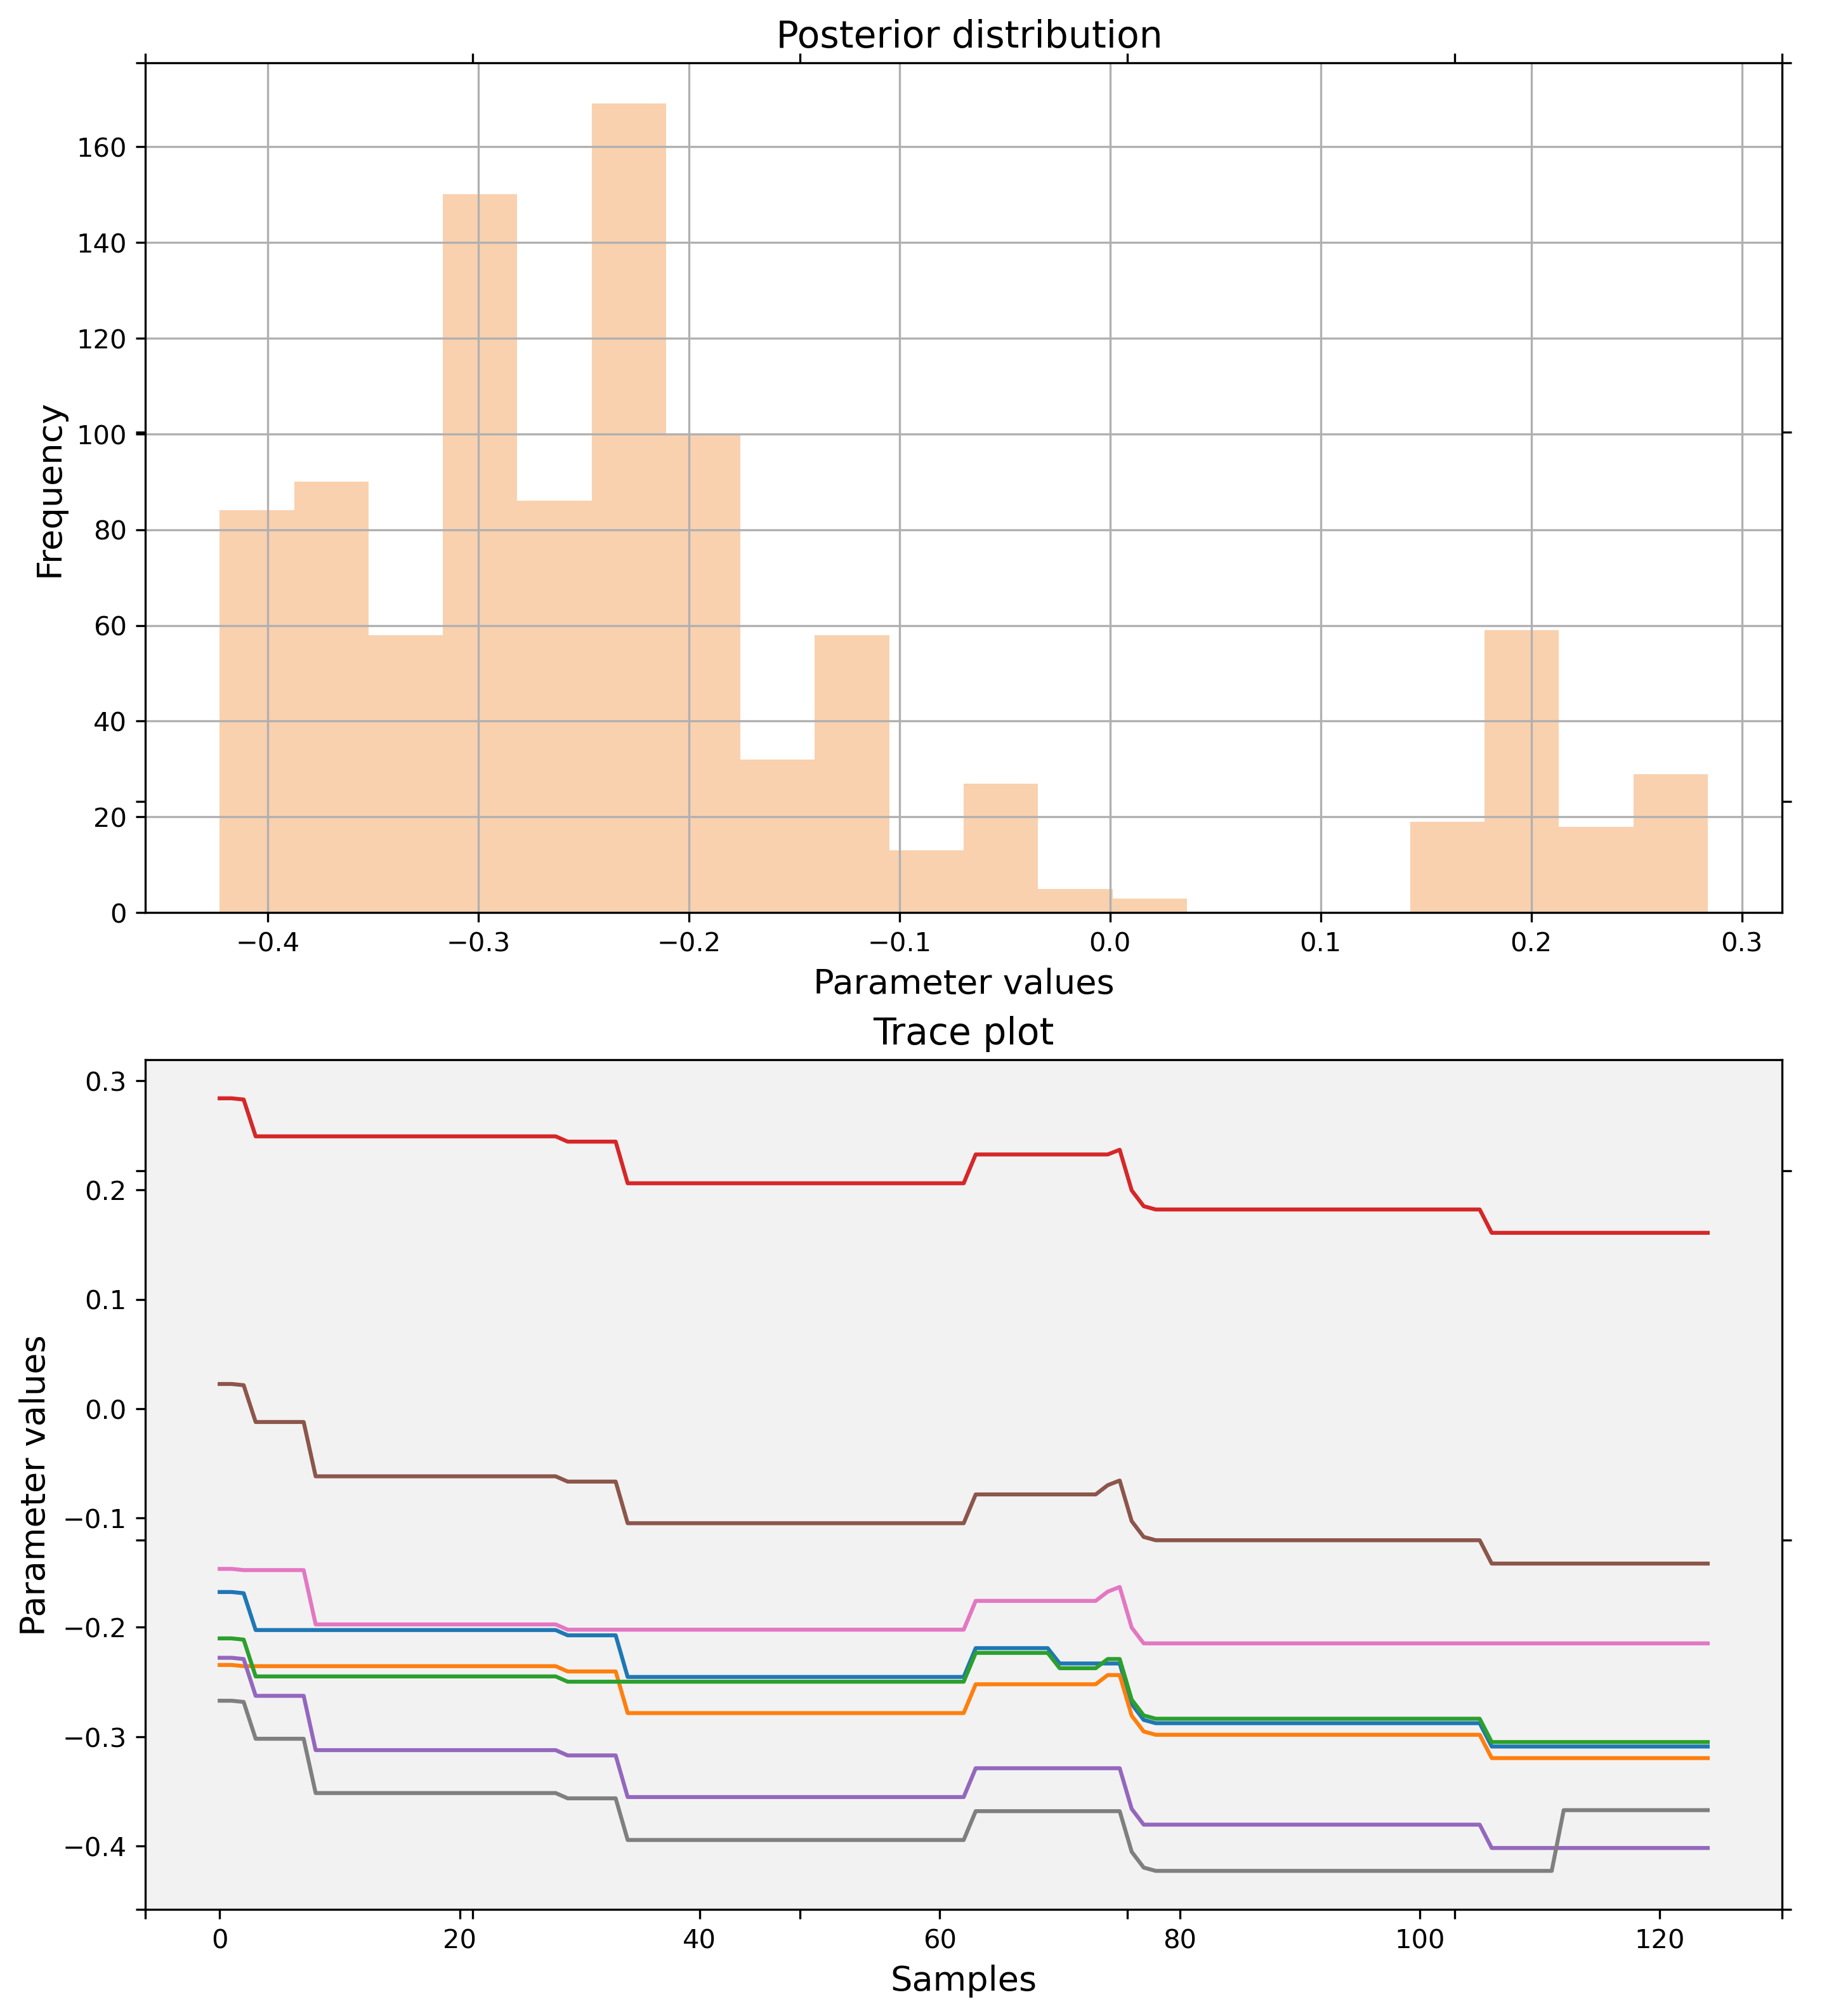 Posterior distribution
160
140
120
100
80
60
40
20
0
Frequency
−0.4 −0.3 −0.2 −0.1 0.0 0.1 0.2 0.3
Parameter values
Trace plot
0.3
0.2
0.1
0.0
−0.1
−0.2
−0.3
−0.4
Parameter values
0 20 40 60 80 100 120
Samples